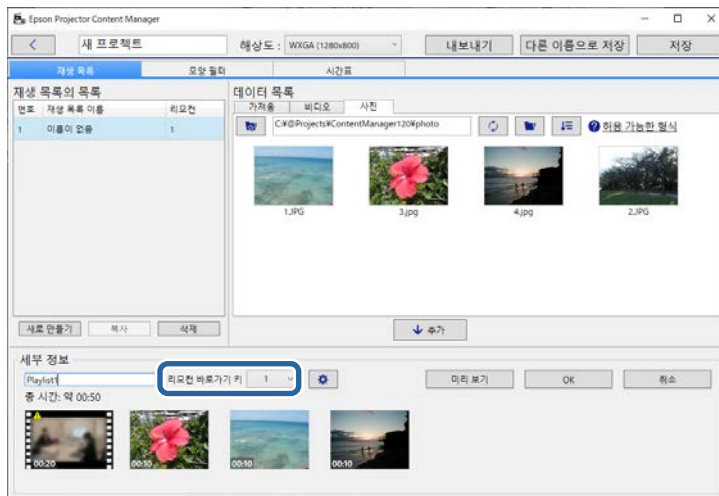 Epson Projector Content Manager
새 프로젝트 해상도 : WXGA (1280x800) 내보내기 다른 이름으로 저장 저장
재생 목록 모양 필터 시간표
재생 목록의 목록 데이터 목록
번호 재생 목록 이름 리모컨 가져옴 비디오 사진
1 이름이 없음 1 C:₩@Projects₩ContentManager120₩photo 허용 가능한 형식
1.JPG 3.jpg 4.jpg 2.JPG
새로 만들기 복사 삭제 추가
세부 정보
Playlist1 리모컨 바로가기 키 1 미리 보기 OK 취소
총 시간: 약 00:50
00:20 00:10 00:10 00:10